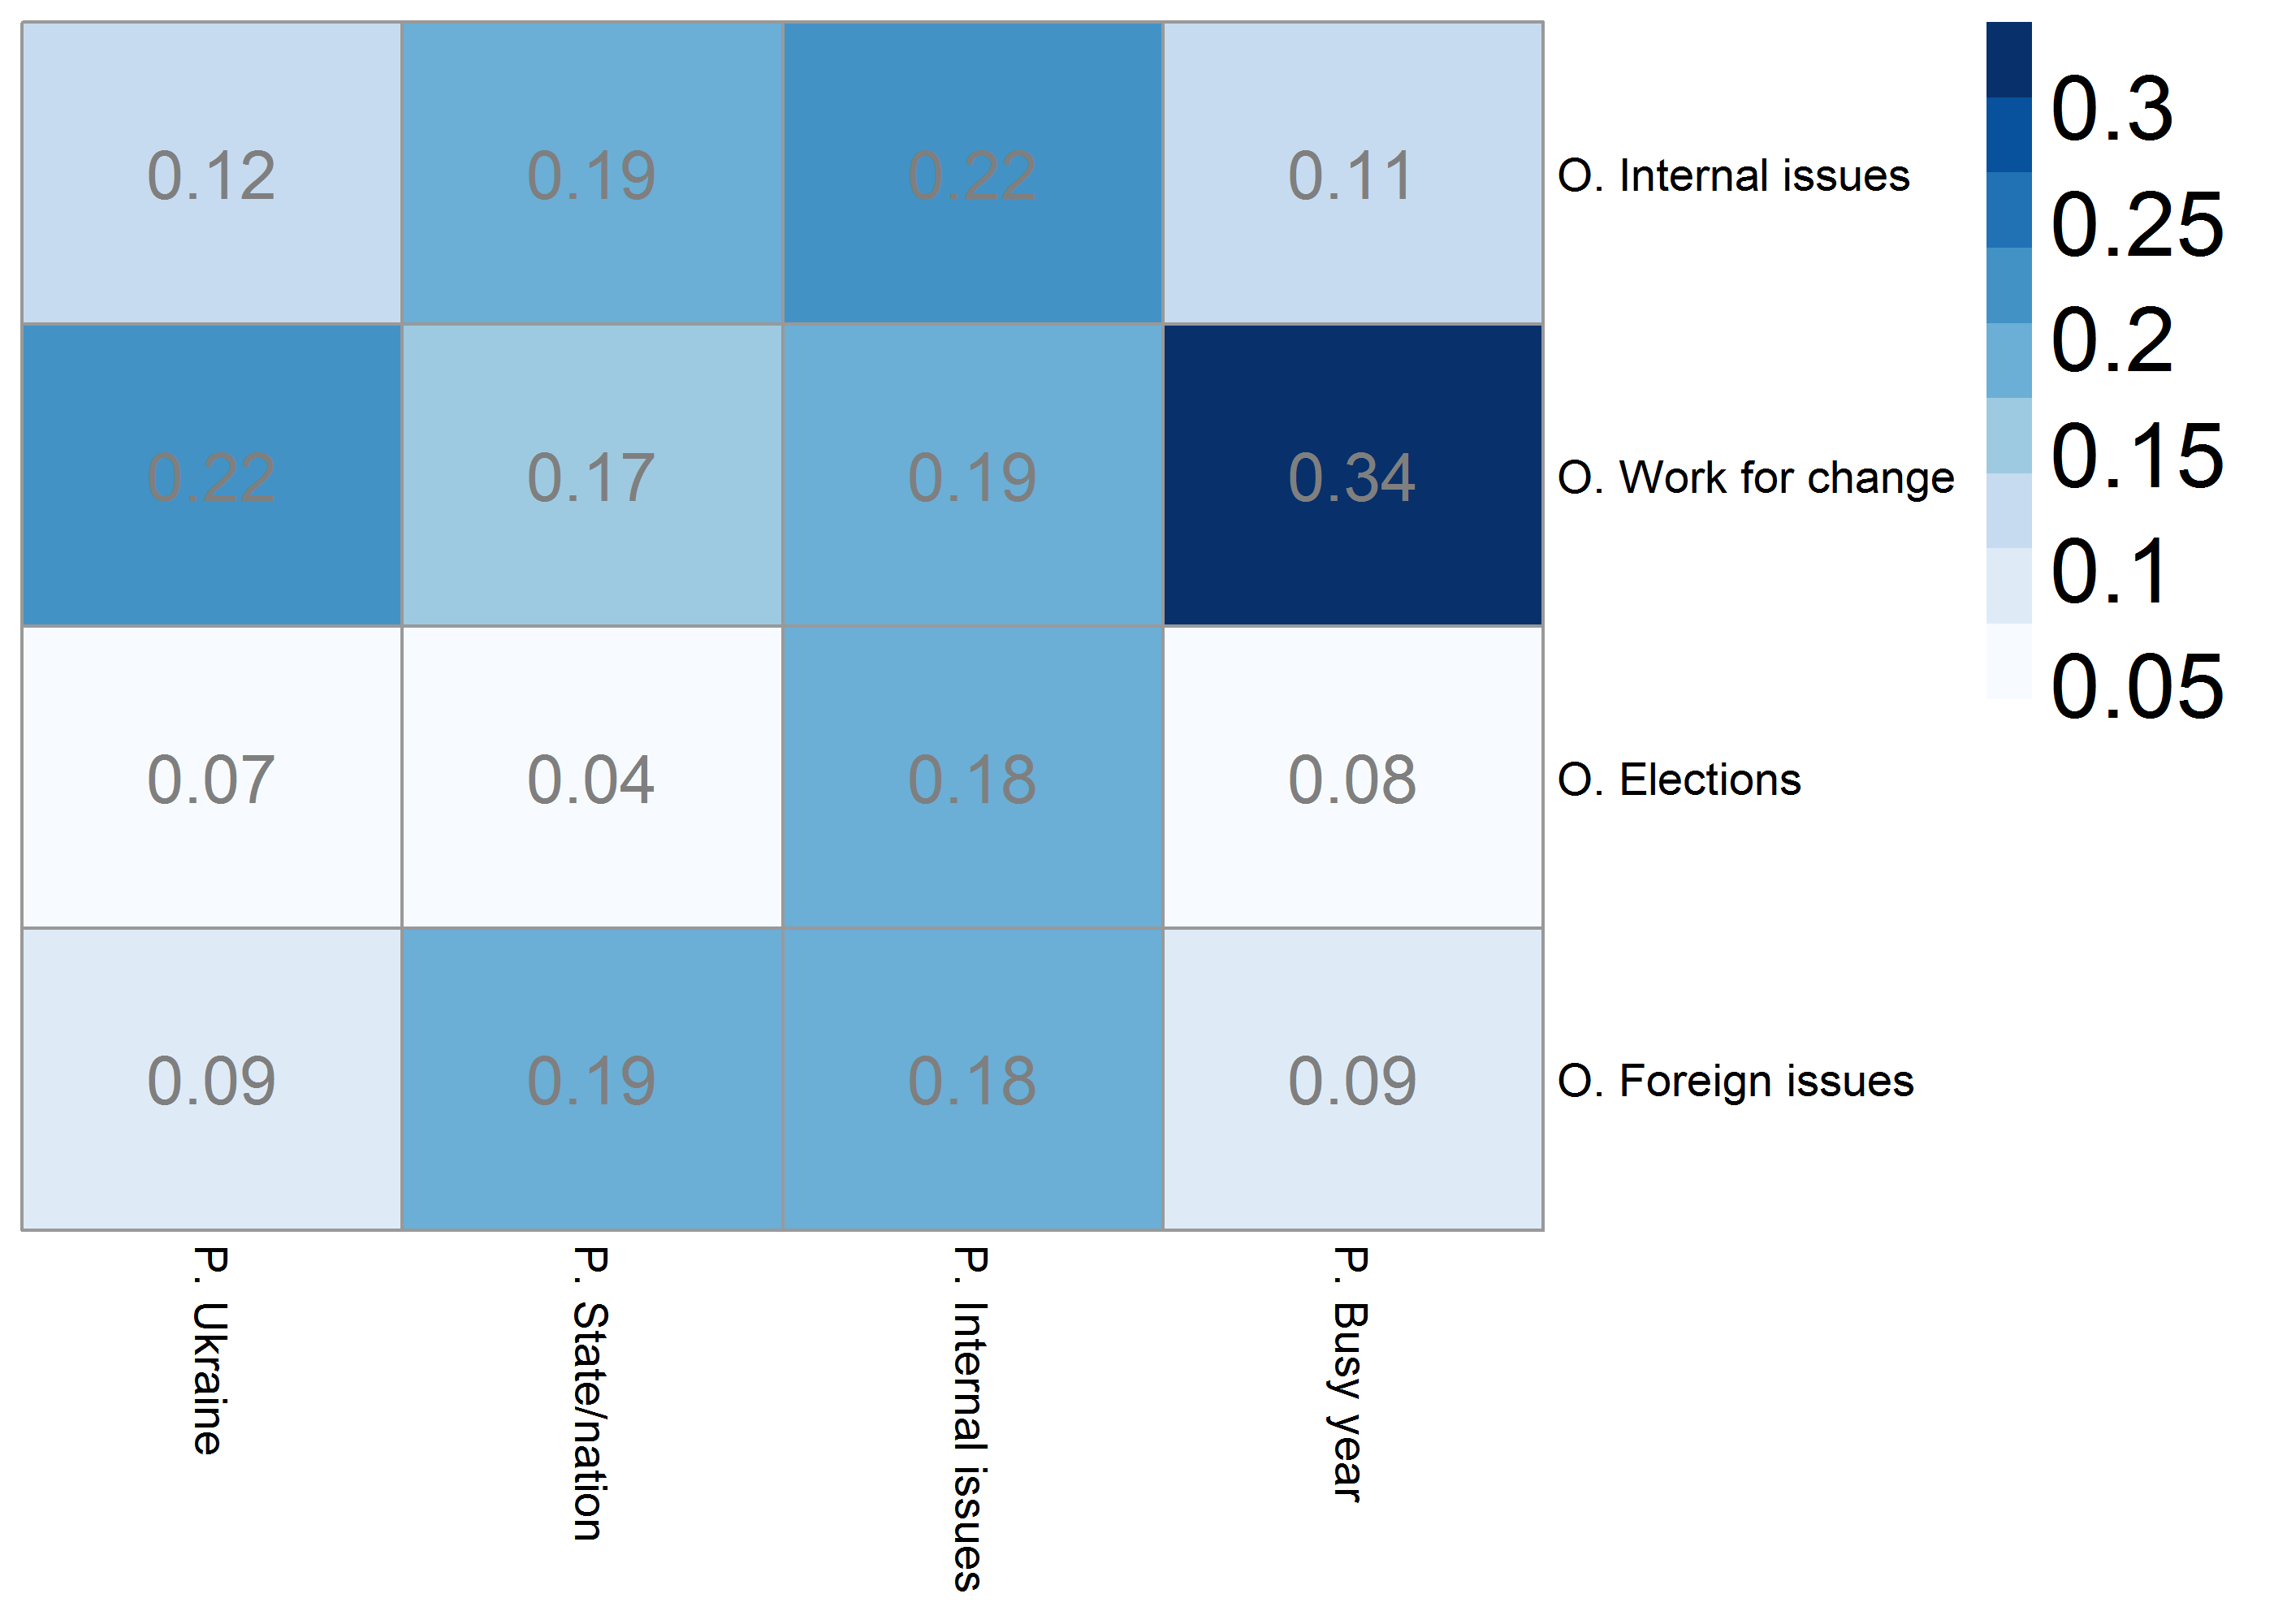 0.12 0.19 0.22 0.11 O. Internal issues
0.22 0.17 0.19 0.34 O. Work for change
0.07 0.04 0.18 0.08 O. Elections
0.09 0.19 0.18 0.09 O. Foreign issues
P. Ukraine
P. State/nation
P. Internal issues
P. Busy year
0.3
0.25
0.2
0.15
0.1
0.05